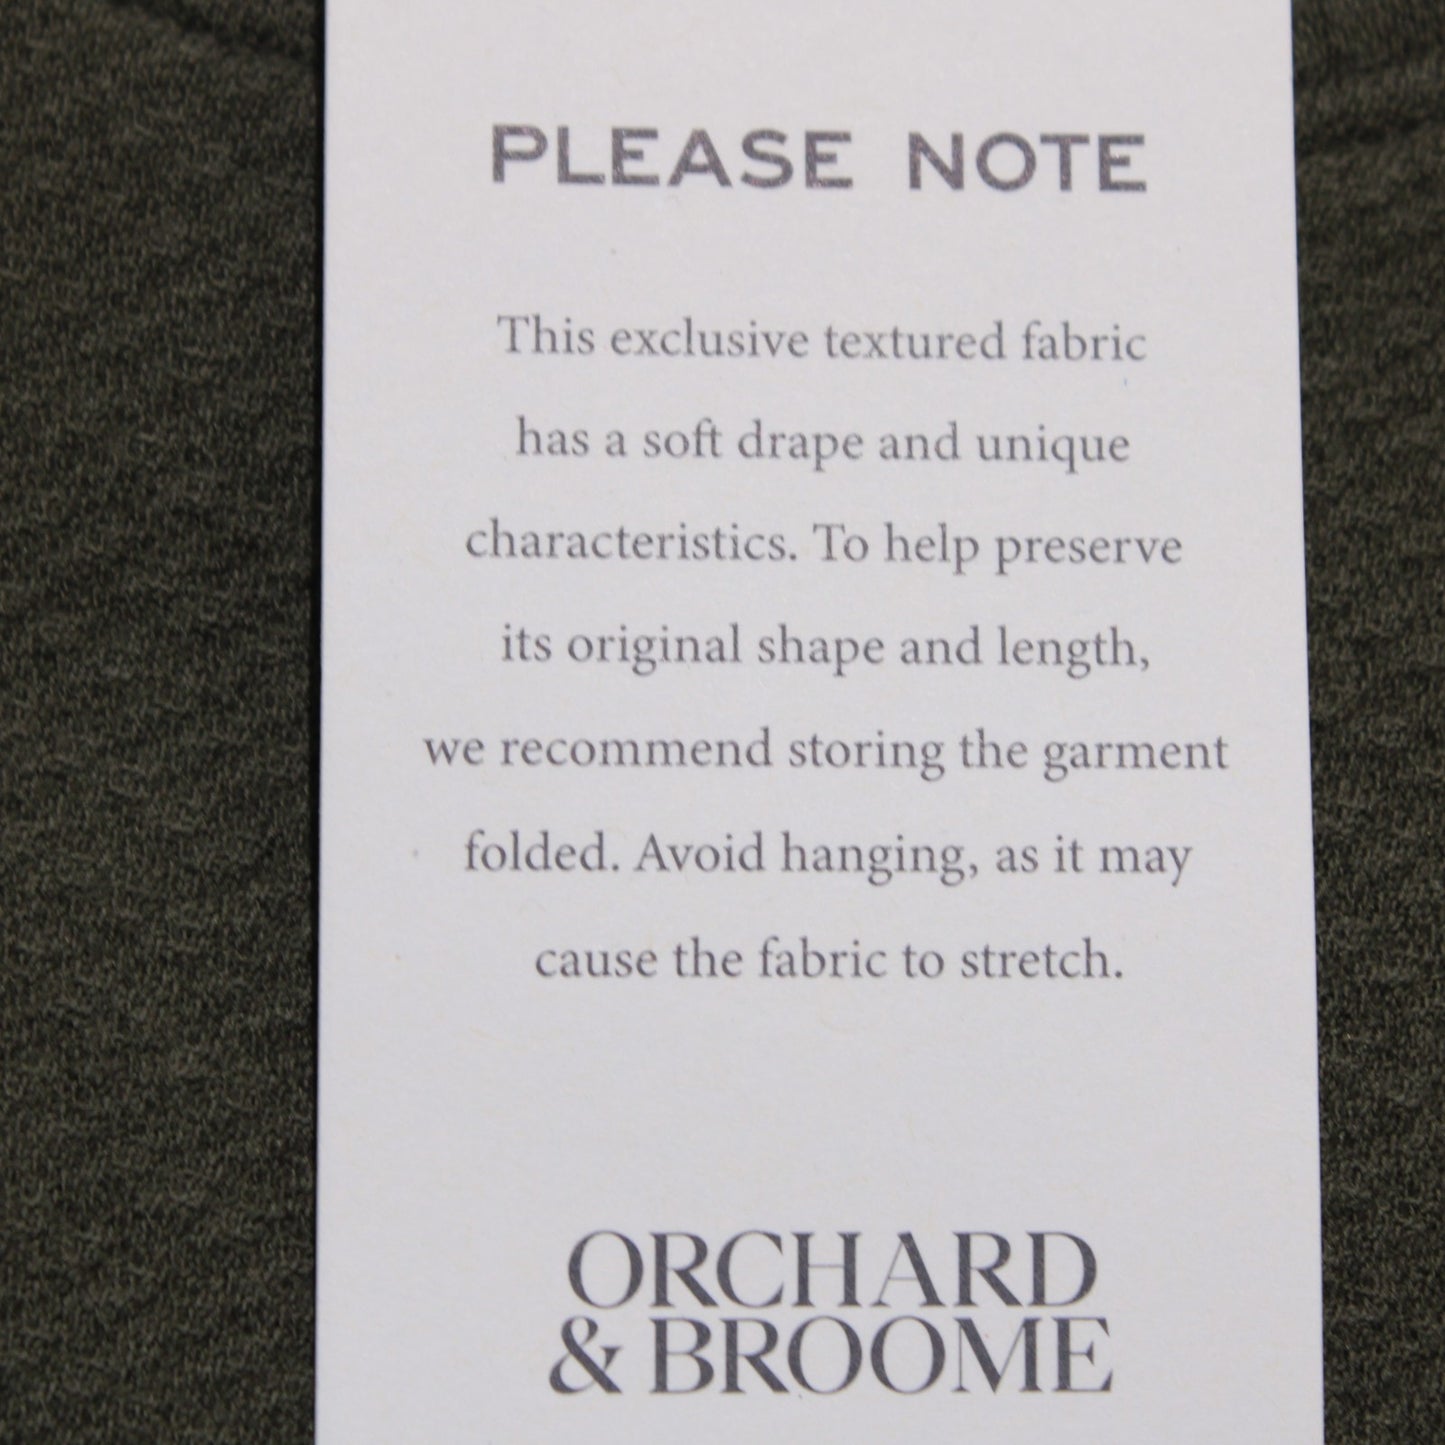 PLEASE NOTE
This exclusive textured fabric
has a soft drape and unique
characteristics. To help preserve
its original shape and length,
we recommend storing the garment
folded. Avoid hanging, as it may
cause the fabric to stretch.
ORCHARD
& BROOME